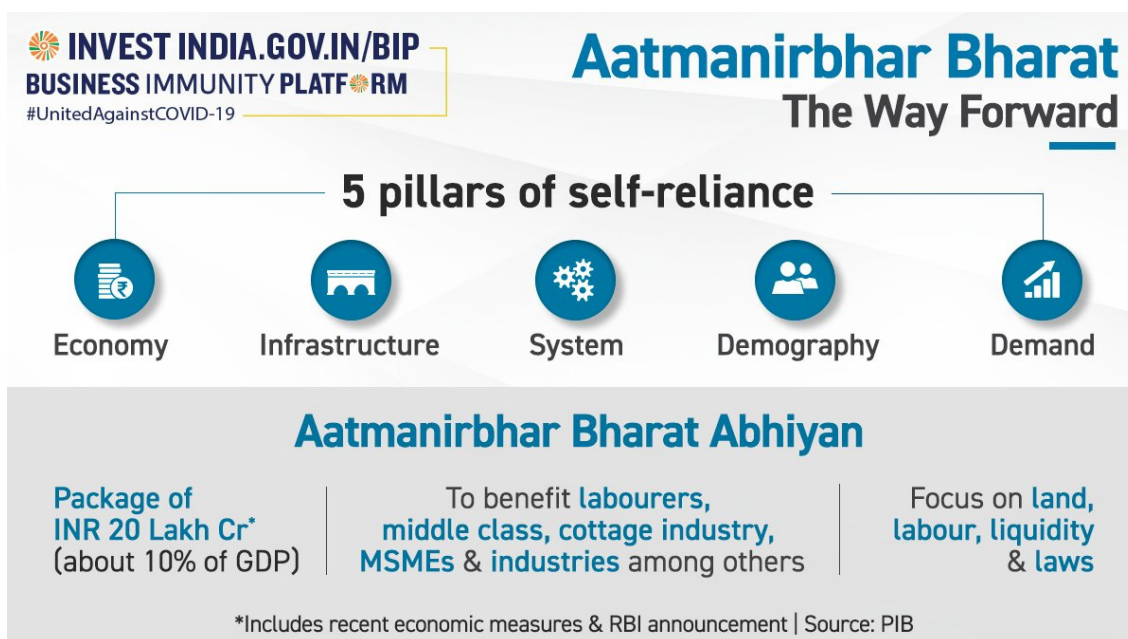 INVEST INDIA.GOV.IN/BIP
BUSINESS IMMUNITY PLATFORM
#UnitedAgainstCOVID-19
Aatmanirbhar Bharat
The Way Forward
5 pillars of self-reliance
Economy
Infrastructure
System
Demography
Demand
Aatmanirbhar Bharat Abhiyan
Package of
INR 20 Lakh Cr*
(about 10% of GDP)
To benefit labourers,
middle class, cottage industry,
MSMEs & industries among others
Focus on land,
labour, liquidity
& laws
*Includes recent economic measures & RBI announcement | Source: PIB